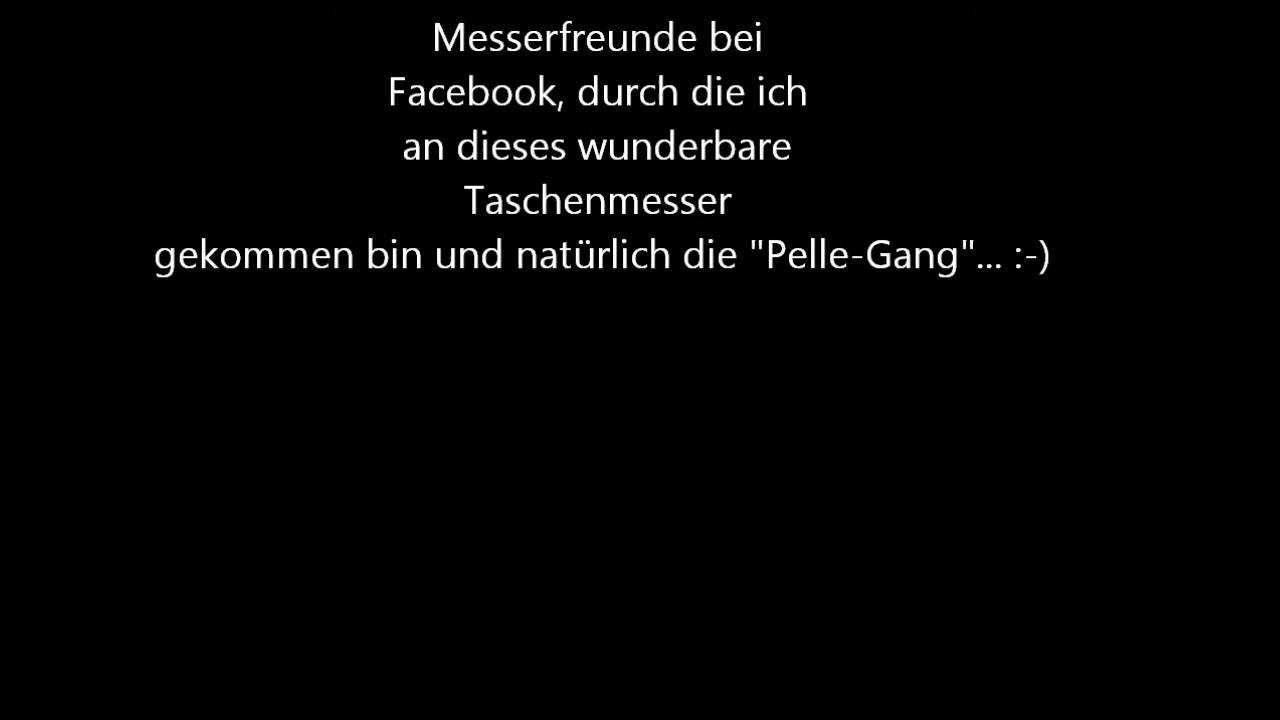 Messerfreunde bei
Facebook, durch die ich
an dieses wunderbare
Taschenmesser
gekommen bin und natürlich die "Pelle-Gang"... :-)